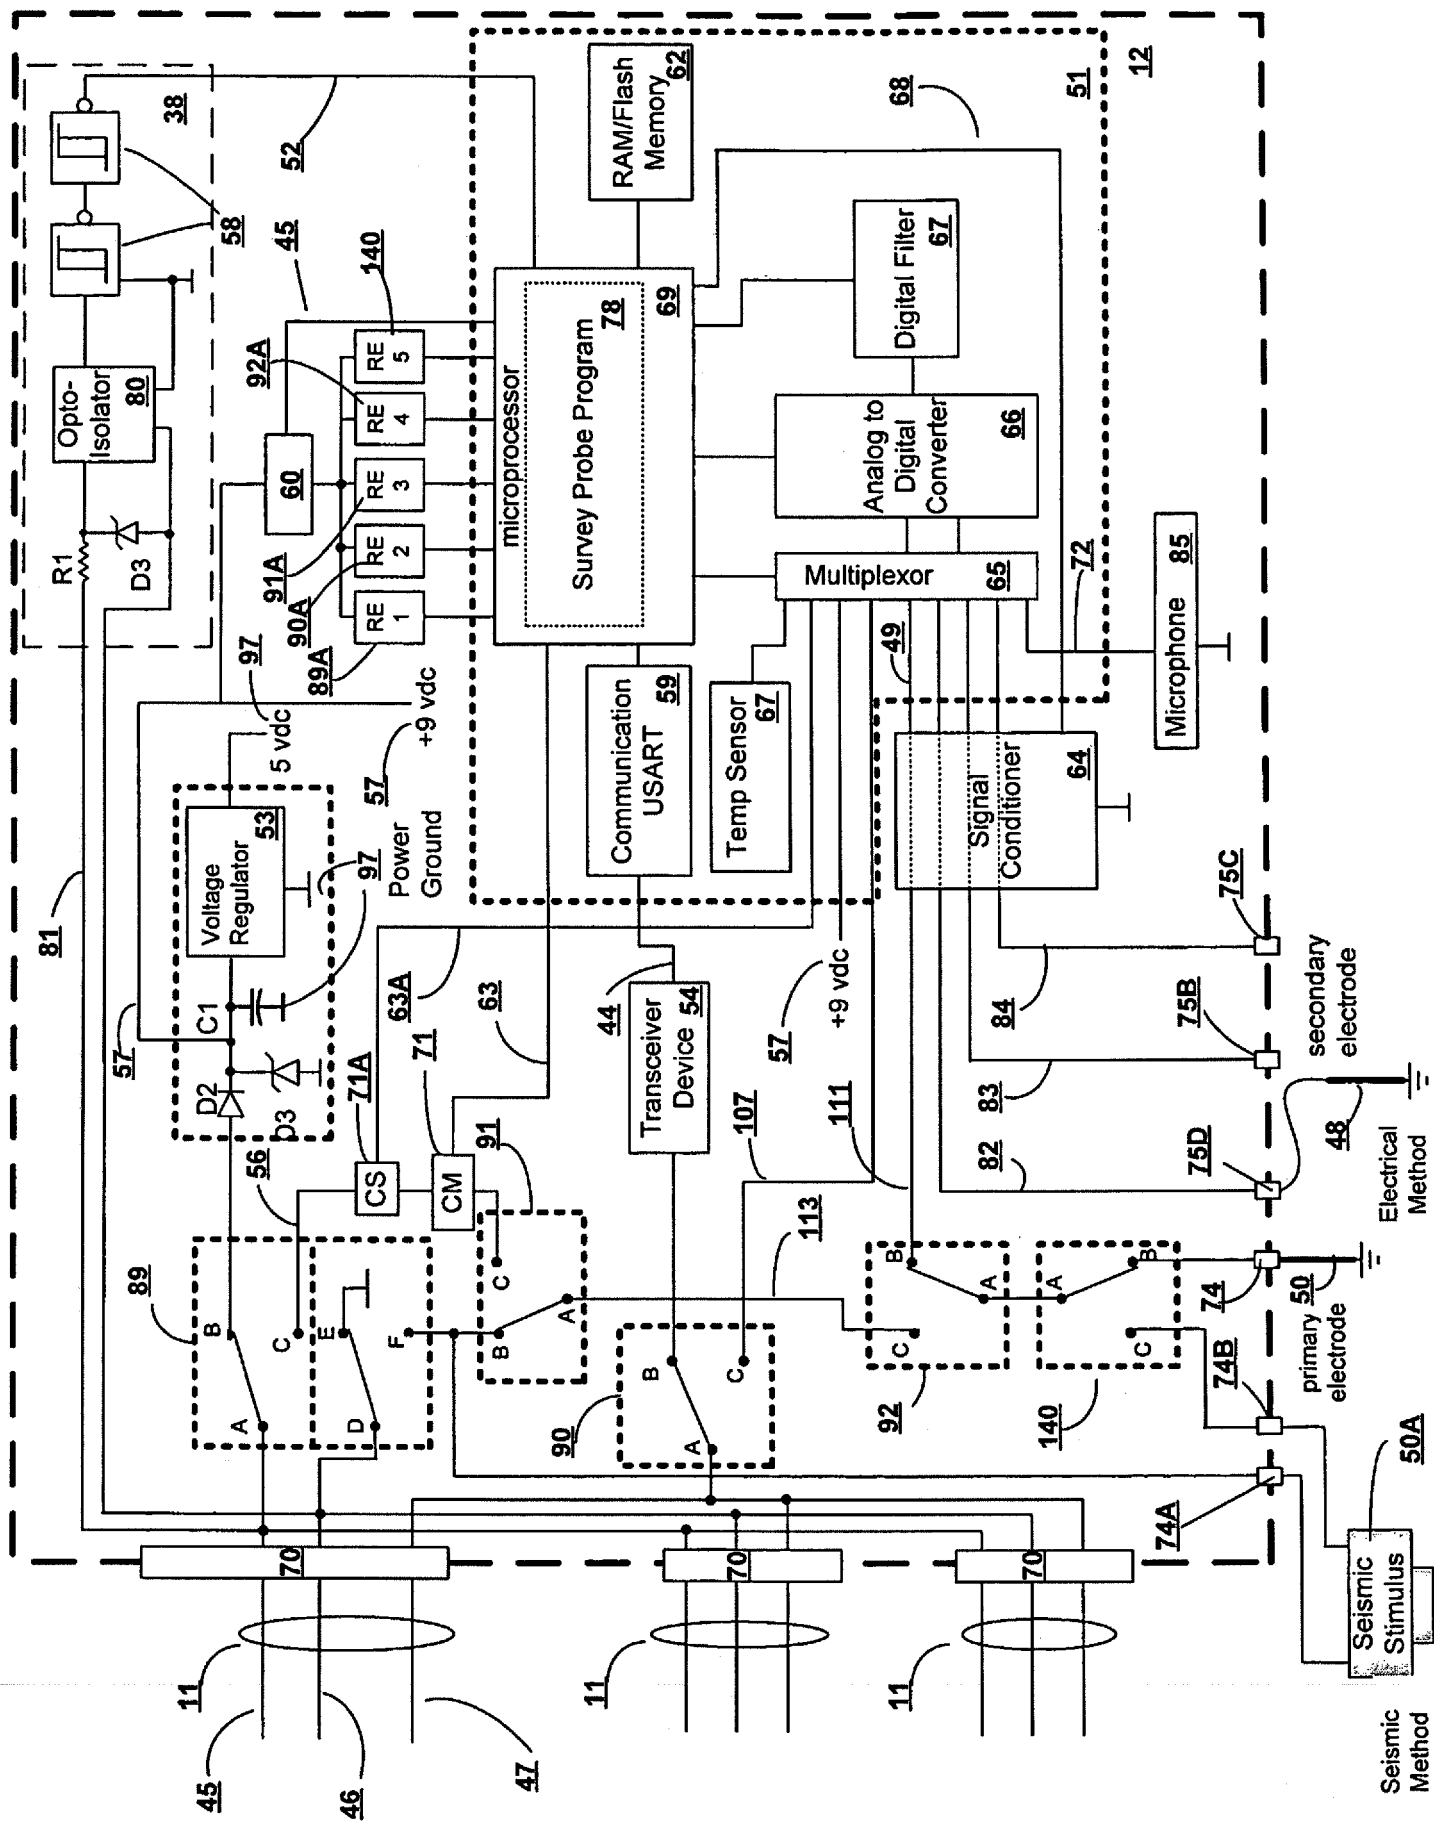 38
58
52
45
140
92A
91A
90A
89A
Opto-
Isolator
80
R1
D3
81
60
RE
1
RE
2
RE
3
RE
4
RE
5
97
5 vdc
57
+9 vdc
Voltage
Regulator
53
97
Power
Ground
57
C1
D2
D3
56
71A
CS
71
CM
63A
63
91
89
A
B
C
D
E
F
A
B
C
11
45
46
47
70
RAM/Flash
Memory
62
microprocessor
Survey Probe Program
78
69
Communication
USART
59
44
Transceiver
Device
54
90
A
B
C
107
113
11
70
68
51
12
Digital Filter
67
Analog to
Digital
Converter
66
Multiplexor
65
Temp Sensor
67
57
+9 vdc
49
72
Microphone
85
Signal
Conditioner
64
111
82
83
84
92
A
B
C
140
A
B
C
11
70
75C
75B
75D
74
74B
74A
secondary
electrode
48
Electrical
Method
50
primary
electrode
50A
Seismic
Stimulus
Seismic
Method